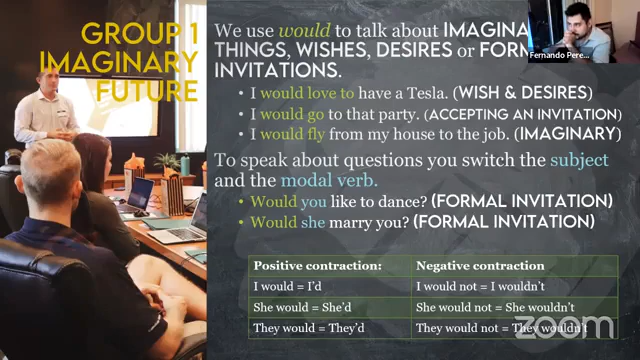 GROUP 1
IMAGINARY
FUTURE
We use would to talk about
THINGS, WISHES, DESIRES or
INVITATIONS.
• I would love to have a Tesla. (WISH & DESIRES)
• I would go to that party. (ACCEPTING AN INVITATION)
• I would fly from my house to the job. (IMAGINARY)
To speak about questions you switch the subject
and the modal verb.
• Would you like to dance? (FORMAL INVITATION)
• Would she marry you? (FORMAL INVITATION)
Positive contraction: Negative contraction
I would = I'd I would not = I wouldn't
She would = She'd She would not = She wouldn't
They would = They'd They would not = They wouldn't
Fernando Pere...
zoom